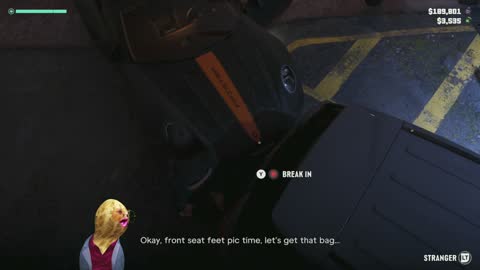 $189,801
$3,535
Y BREAK IN
Okay, front seat feet pic time, let's get that bag...
STRANGER